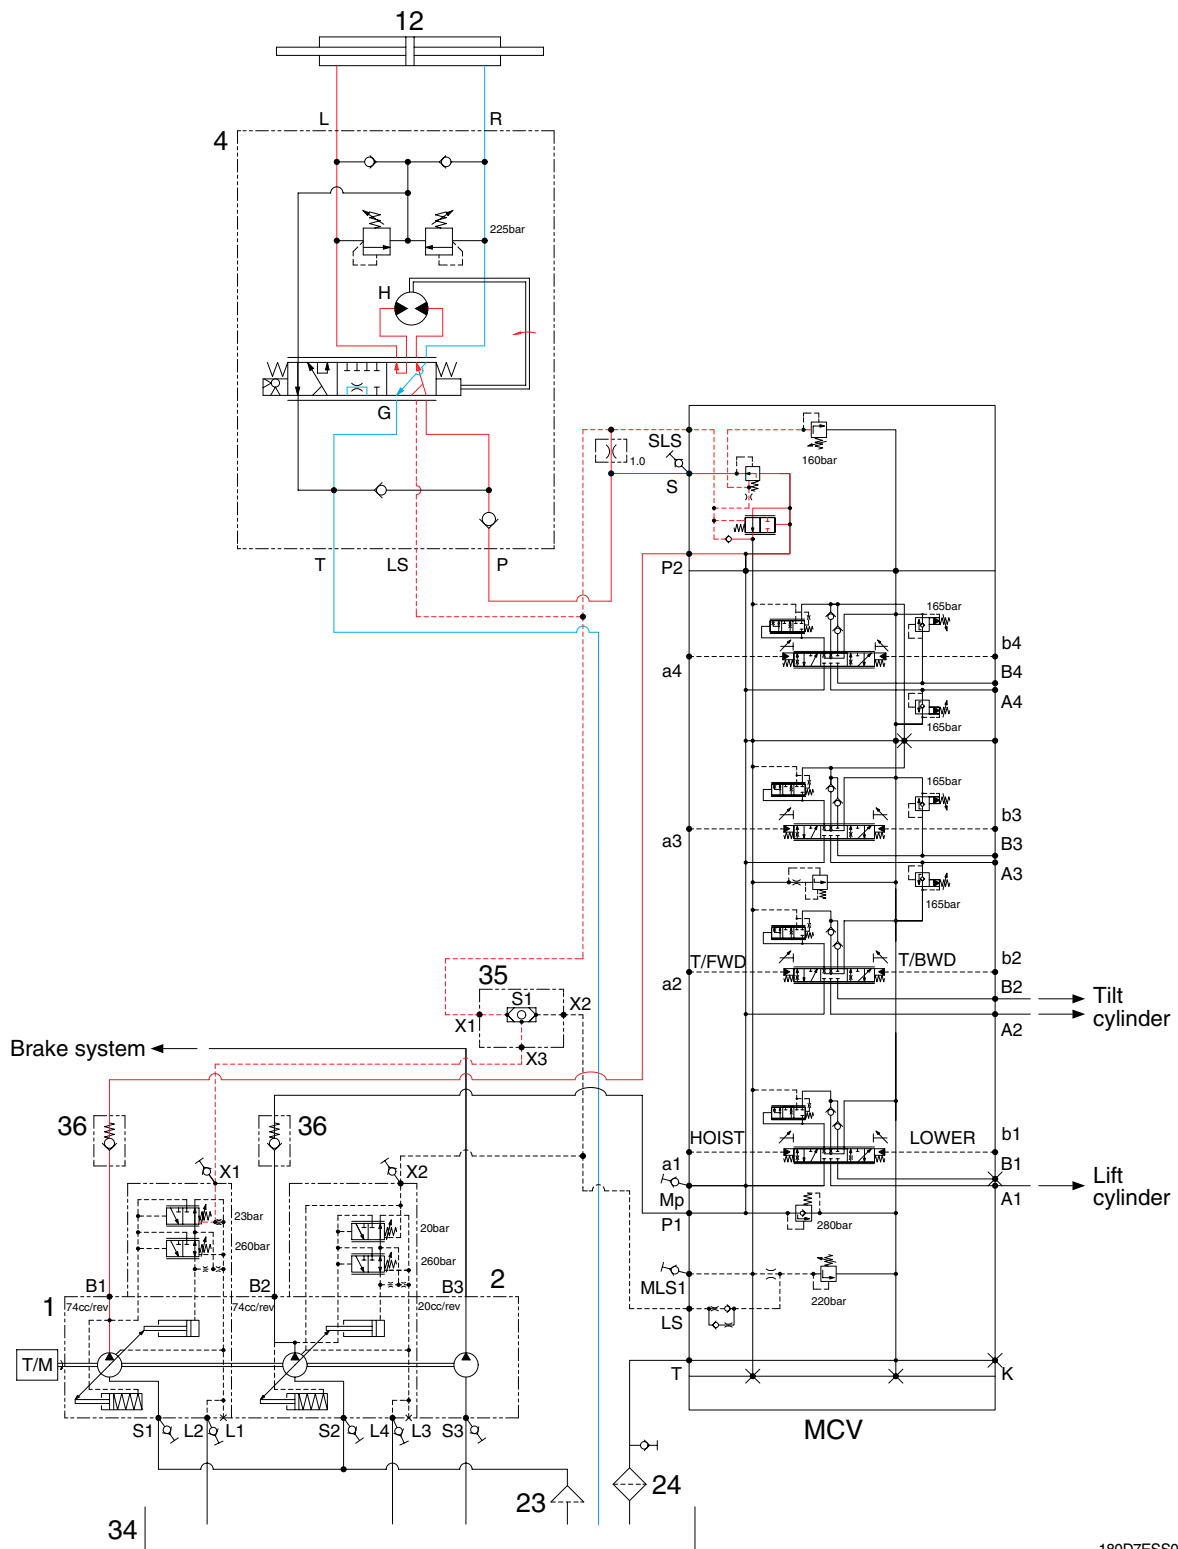 12
L
R
4
225bar
H
G
T
LS
P
SLS
1.0
S
160bar
P2
165bar
a4
b4
B4
A4
165bar
165bar
a3
b3
B3
A3
165bar
T/FWD
T/BWD
a2
b2
B2
A2
Tilt
cylinder
35
S1
X1
X2
X3
Brake system
36
36
X1
X2
HOIST
LOWER
a1
b1
B1
A1
Lift
cylinder
Mp
P1
280bar
23bar
260bar
20bar
260bar
MLS1
220bar
LS
1
B1
74cc/rev
B2
74cc/rev
B3
20cc/rev
2
T/M
T
K
S1
L2
L1
S2
L4
L3
S3
MCV
23
24
34